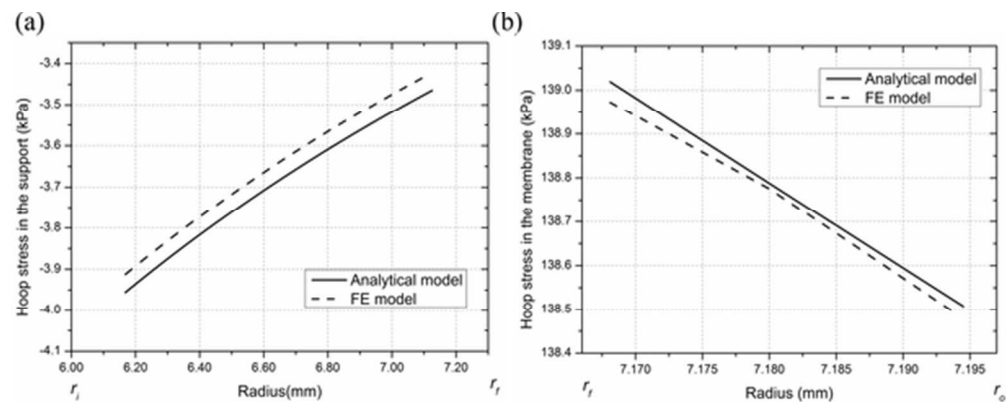 (a)
Hoop stress in the support (kPa)
-3.4
-3.5
-3.6
-3.7
-3.8
-3.9
-4.0
-4.1
6.00 6.20 6.40 6.60 6.80 7.00 7.20
Analytical model
FE model
Radius(mm)
ri rf
(b)
Hoop stress in the membrane (kPa)
139.1
139.0
138.9
138.8
138.7
138.6
138.5
138.4
7.170 7.175 7.180 7.185 7.190 7.195
Analytical model
FE model
Radius (mm)
rf ro